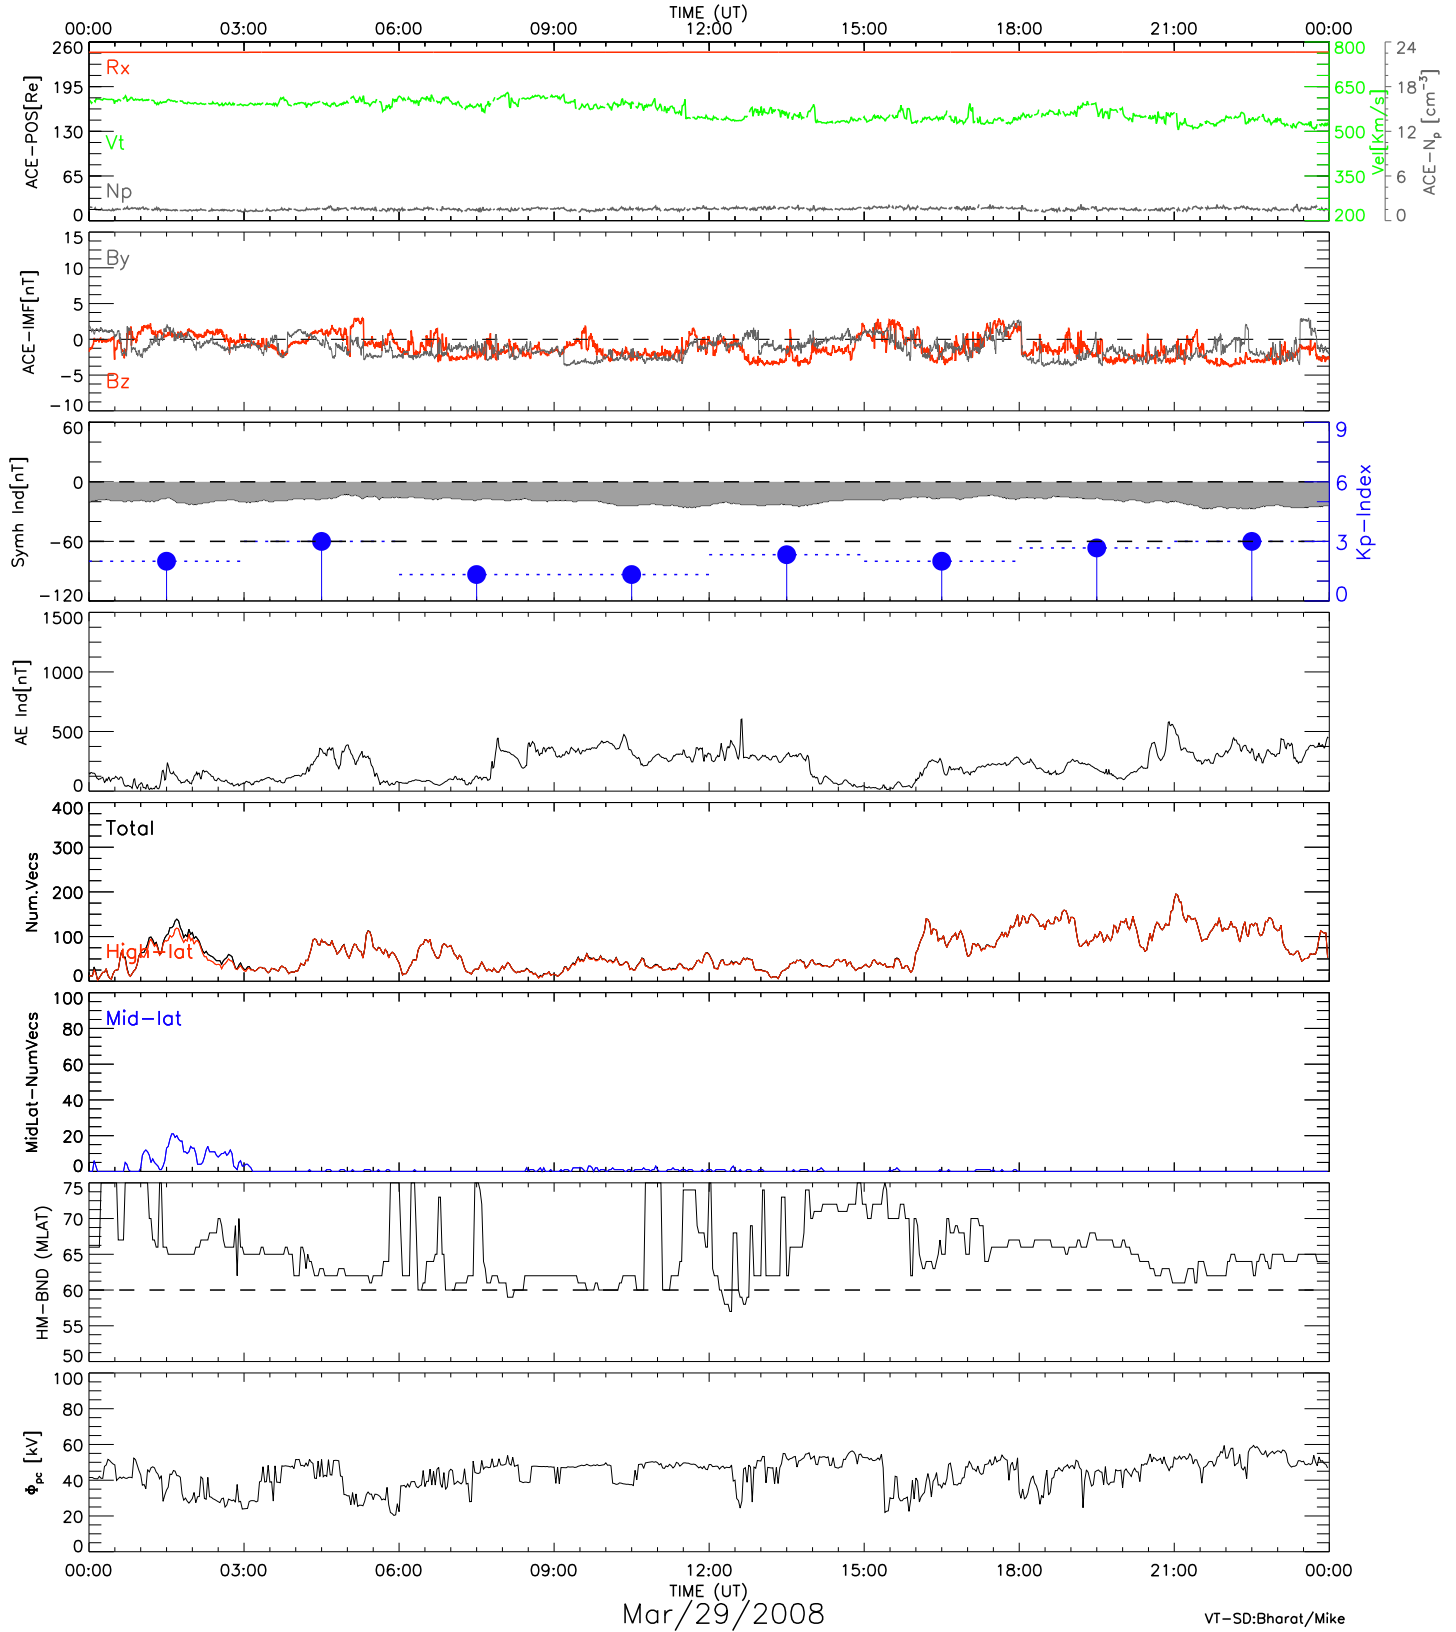 TIME (UT)
00:00 03:00 06:00 09:00 12:00 15:00 18:00 21:00 00:00
ACE-POS[Re]
260
195
130
65
0
Rx
Vt
Np
800
650
500
350
200
Vel[Km/s]
24
18
12
6
0
ACE-Np [cm-3]
ACE-IMF[nT]
15
10
5
0
-5
-10
By
Bz
Symh Ind[nT]
60
0
-60
-120
9
6
3
0
Kp-Index
AE Ind[nT]
1500
1000
500
0
Num.Vecs
400
300
200
100
0
Total
High-lat
MidLat-NumVecs
100
80
60
40
20
0
Mid-lat
HM-BND (MLAT)
75
70
65
60
55
50
Φpc [kV]
100
80
60
40
20
0
00:00 03:00 06:00 09:00 12:00 15:00 18:00 21:00 00:00
TIME (UT)
Mar/29/2008
VT-SD:Bharat/Mike